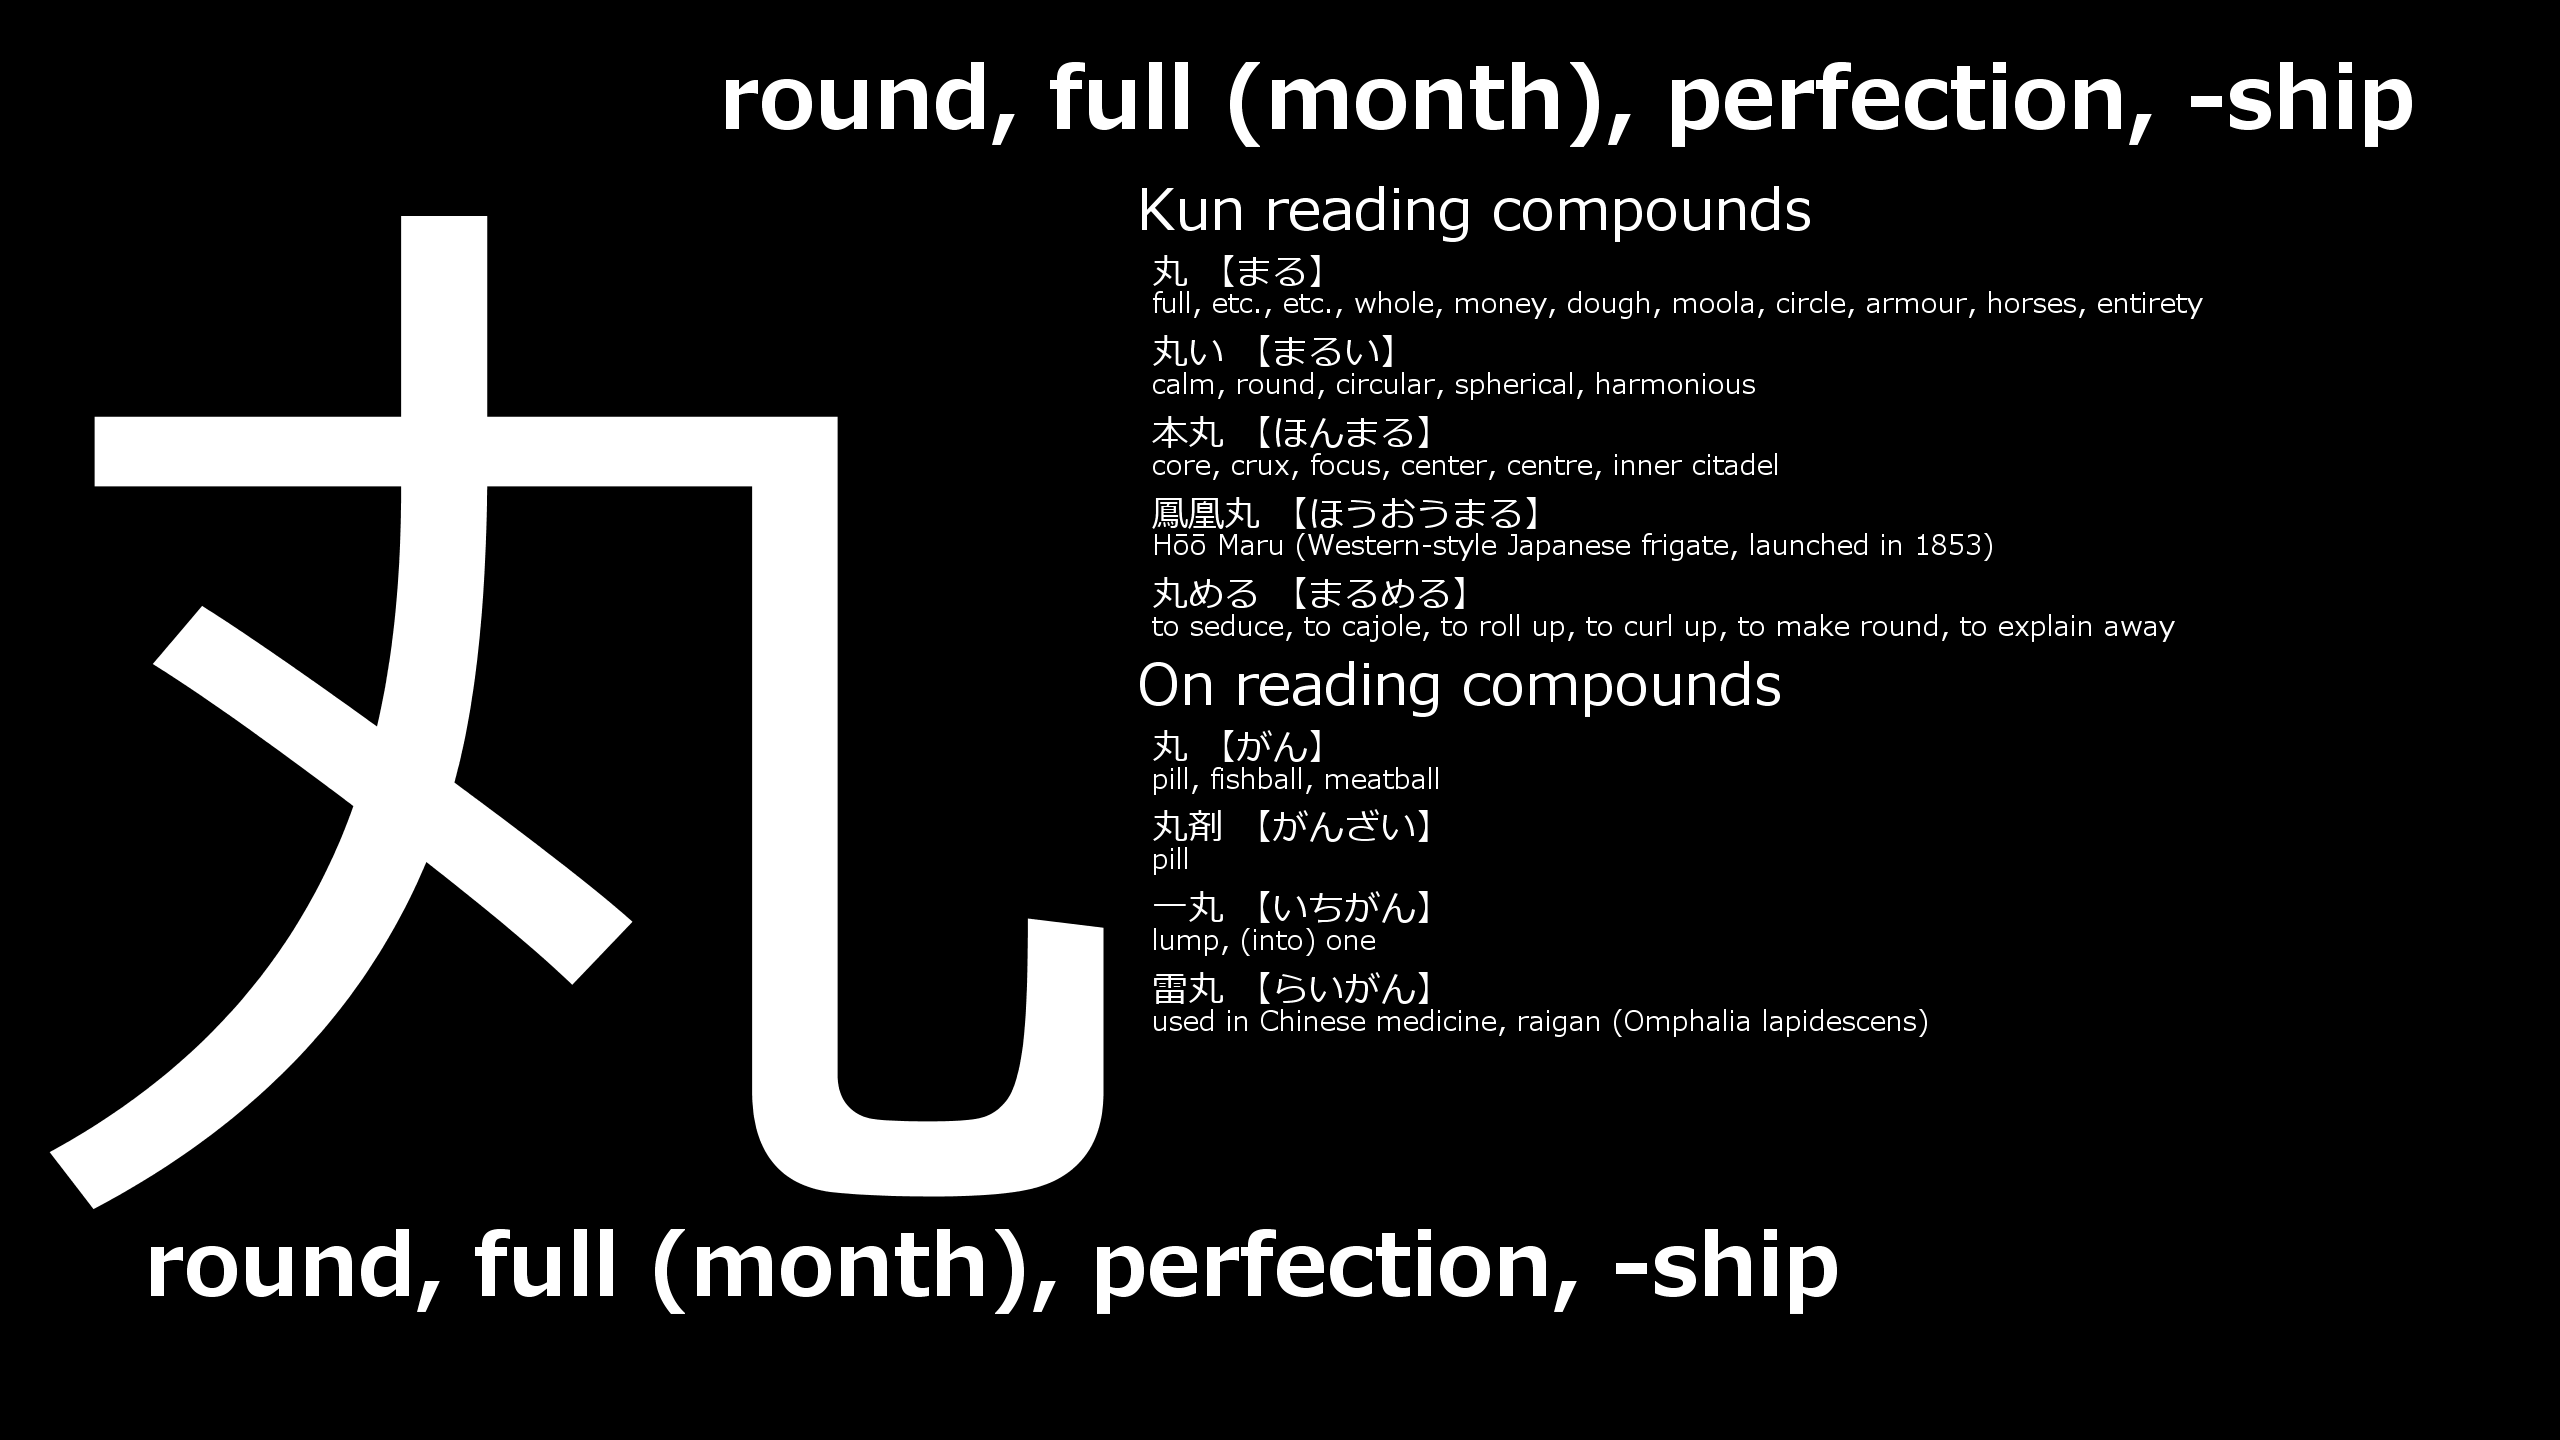 round, full (month), perfection, -ship
丸
Kun reading compounds
丸 【まる】
full, etc., etc., whole, money, dough, moola, circle, armour, horses, entirety
丸い 【まるい】
calm, round, circular, spherical, harmonious
本丸 【ほんまる】
core, crux, focus, center, centre, inner citadel
鳳凰丸 【ほうおうまる】
Hōō Maru (Western-style Japanese frigate, launched in 1853)
丸める 【まるめる】
to seduce, to cajole, to roll up, to curl up, to make round, to explain away
On reading compounds
丸 【がん】
pill, fishball, meatball
丸剤 【がんざい】
pill
一丸 【いちがん】
lump, (into) one
雷丸 【らいがん】
used in Chinese medicine, raigan (Omphalia lapidescens)
round, full (month), perfection, -ship